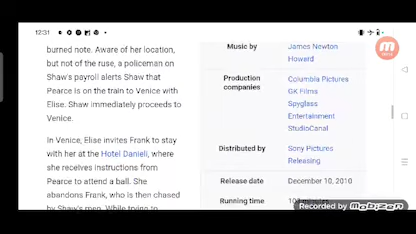 12:31
burned note. Aware of her location,
but not of the ruse, a policeman on
Shaw's payroll alerts Shaw that
Pearce is on the train to Venice with
Elise. Shaw immediately proceeds to
Venice.
In Venice, Elise invites Frank to stay
with her at the Hotel Danieli, where
she receives instructions from
Pearce to attend a ball. She
abandons Frank, who is then chased
by Shaw's men. While trying to
Music by
James Newton
Howard
Production
companies
Columbia Pictures
GK Films
Spyglass
Entertainment
StudioCanal
Distributed by
Sony Pictures
Releasing
Release date
December 10, 2010
Running time
Recorded by
Mobizen